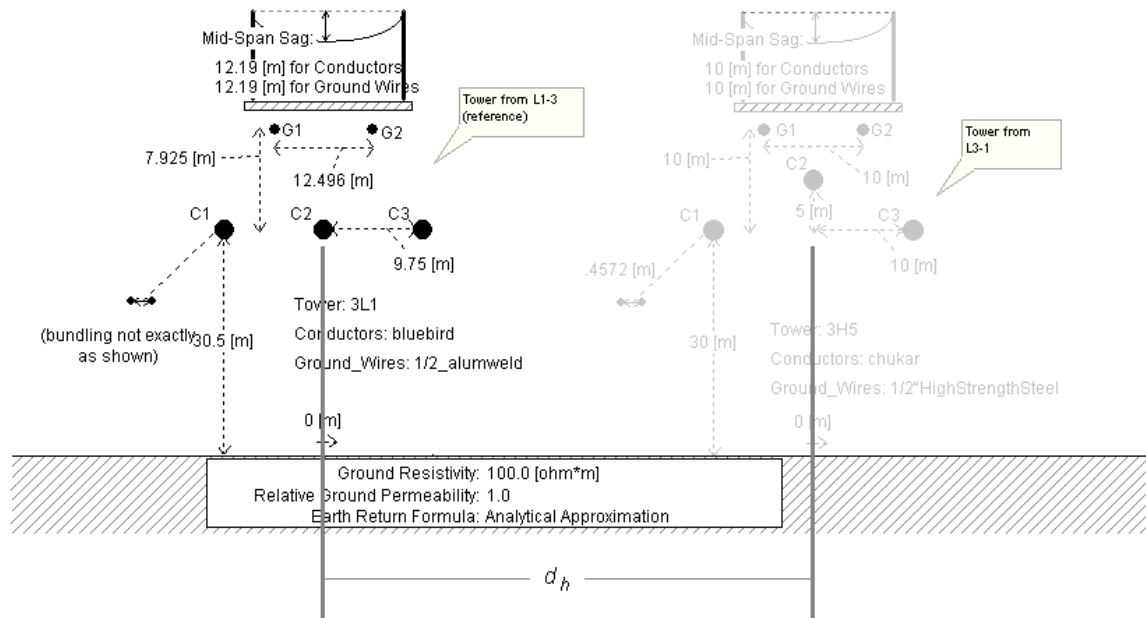 Mid-Span Sag:
12.19 [m] for Conductors
12.19 [m] for Ground Wires
G1
G2
7.925 [m]
12.496 [m]
Tower from L1-3
(reference)
C1
C2
C3
9.75 [m]
(bundling not exactly
as shown)
30.5 [m]
Tower: 3L1
Conductors: bluebird
Ground_Wires: 1/2_alumweld
0 [m]
Mid-Span Sag:
10 [m] for Conductors
10 [m] for Ground Wires
G1
G2
10 [m]
10 [m]
Tower from
L3-1
C2
C1
5 [m]
C3
10 [m]
.4572 [m]
30 [m]
Tower: 3H5
Conductors: chukar
Ground_Wires: 1/2"HighStrengthSteel
0 [m]
Ground Resistivity: 100.0 [ohm*m]
Relative Ground Permeability: 1.0
Earth Return Formula: Analytical Approximation
d h